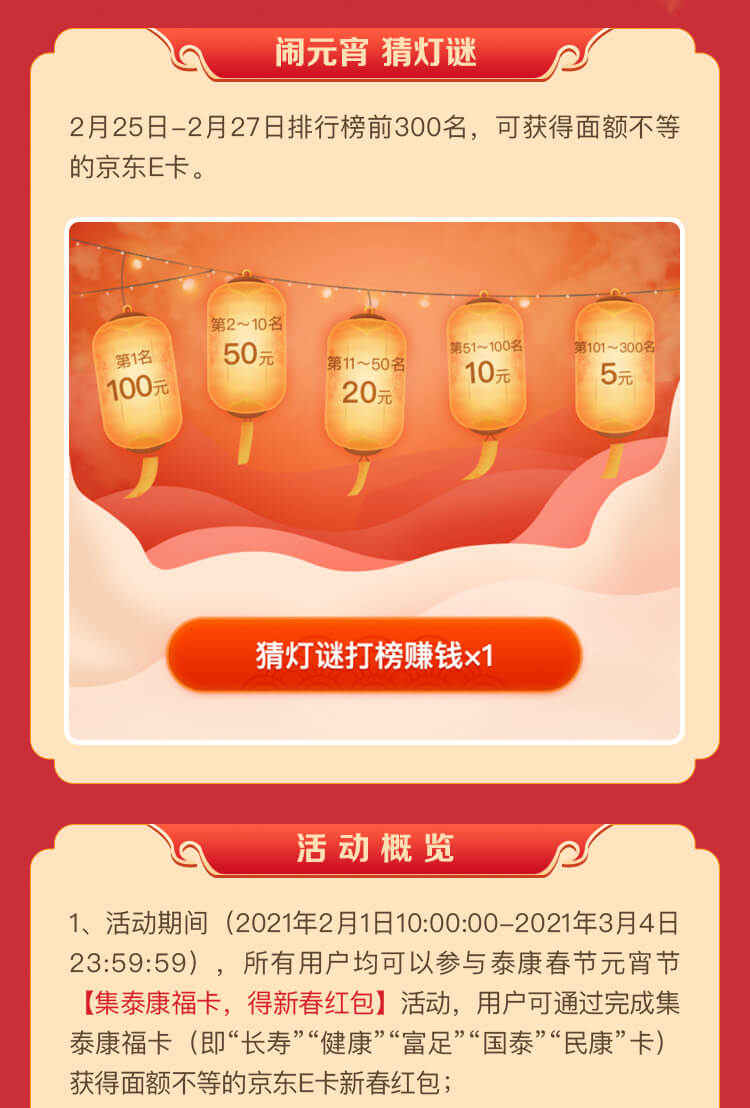 闹元宵 猜灯谜
2月25日-2月27日排行榜前300名，可获得面额不等
的京东E卡。
第1名
100元
第2～10名
50元
第11～50名
20元
第51～100名
10元
第101～300名
5元
猜灯谜打榜赚钱×1
活动概览
1、活动期间（2021年2月1日10:00:00-2021年3月4日
23:59:59），所有用户均可以参与泰康春节元宵节
【集泰康福卡，得新春红包】活动，用户可通过完成集
泰康福卡（即“长寿”“健康”“富足”“国泰”“民康”卡）
获得面额不等的京东E卡新春红包；